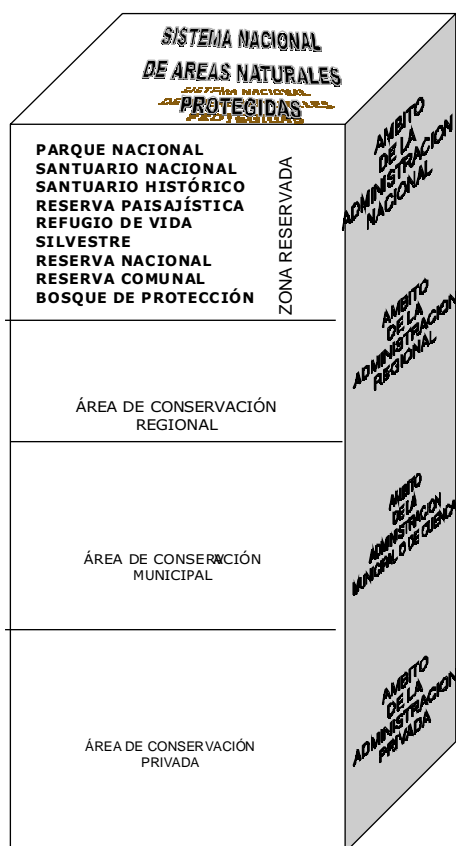 SISTEMA NACIONAL
DE AREAS NATURALES
PROTEGIDAS
PARQUE NACIONAL
SANTUARIO NACIONAL
SANTUARIO HISTÓRICO
RESERVA PAISAJÍSTICA
REFUGIO DE VIDA
SILVESTRE
RESERVA NACIONAL
RESERVA COMUNAL
BOSQUE DE PROTECCIÓN
ZONA RESERVADA
AMBITO
DE LA
ADMINISTRACION
NACIONAL
ÁREA DE CONSERVACIÓN
REGIONAL
AMBITO
DE LA
ADMINISTRACION
REGIONAL
ÁREA DE CONSERVACIÓN
MUNICIPAL
AMBITO
DE LA
ADMINISTRACION
MUNICIPAL O DE CUENCA
ÁREA DE CONSERVACIÓN
PRIVADA
AMBITO
DE LA
ADMINISTRACION
PRIVADA